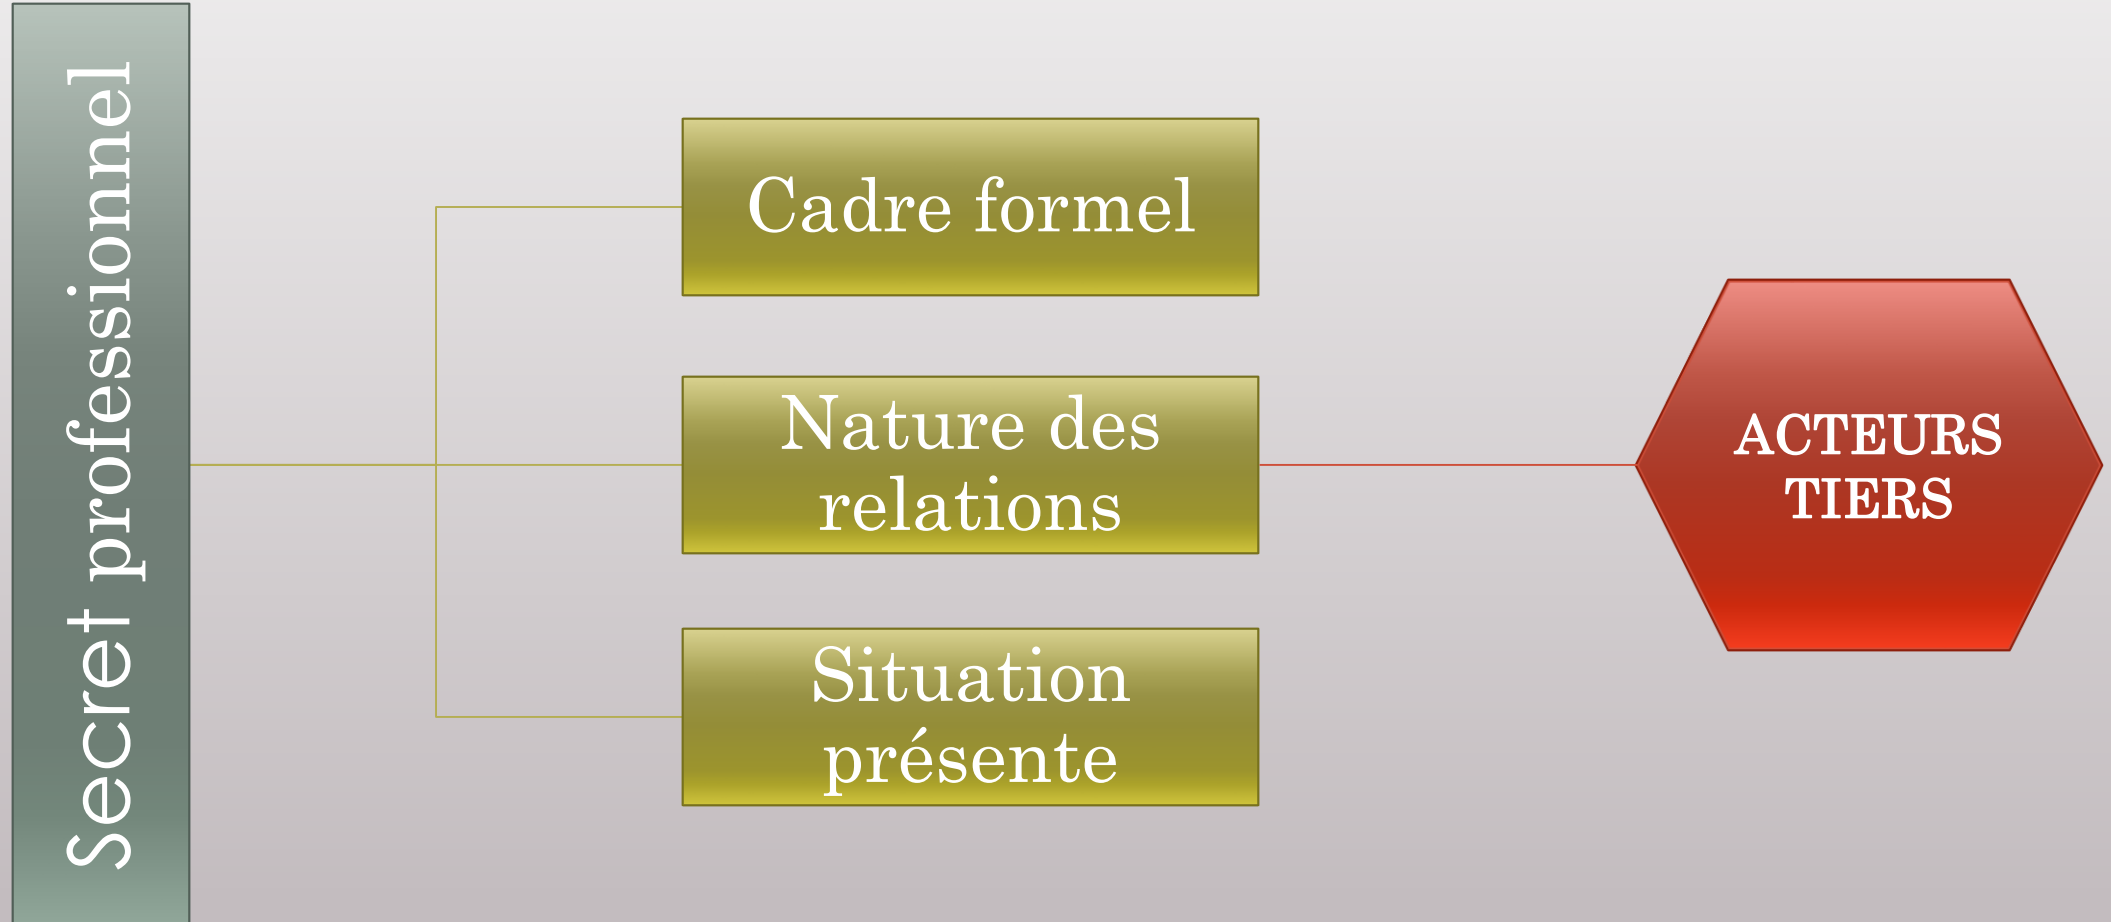 Secret professionnel
Cadre formel
Nature des
relations
Situation
présente
ACTEURS
TIERS